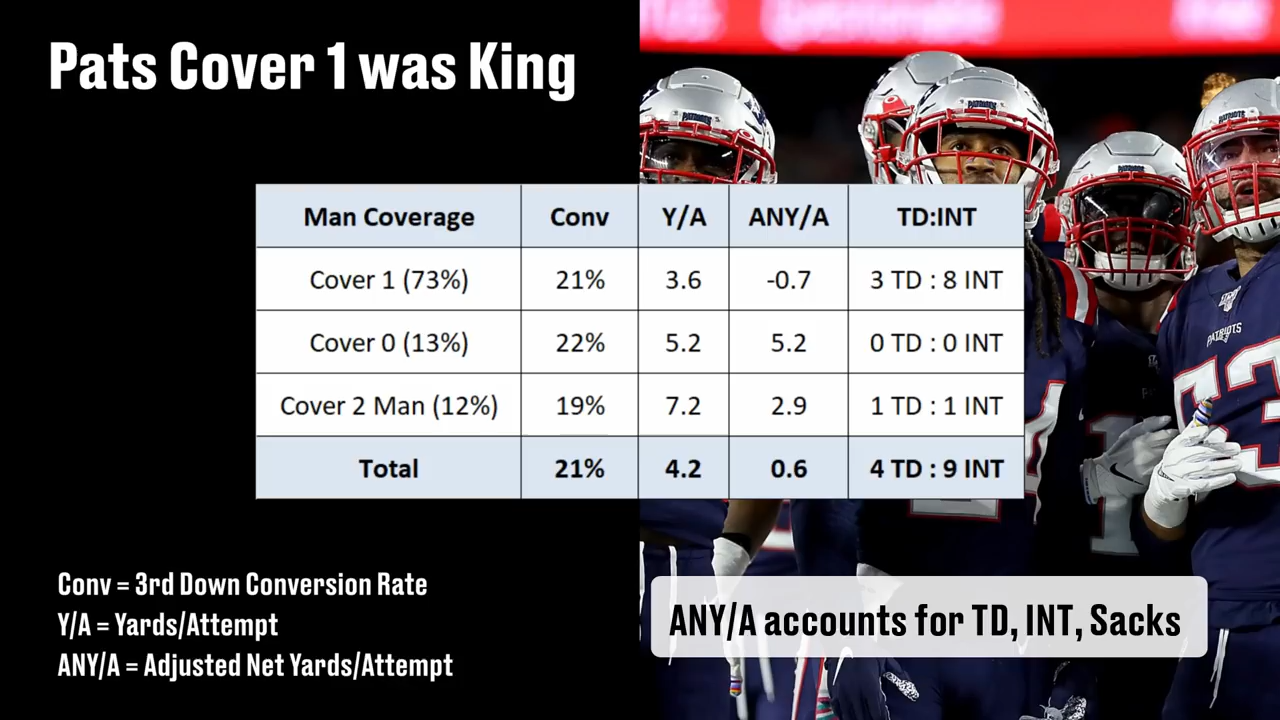 Pats Cover 1 was King
Man Coverage Conv Y/A ANY/A TD:INT
Cover 1 (73%) 21% 3.6 -0.7 3 TD : 8 INT
Cover 0 (13%) 22% 5.2 5.2 0 TD : 0 INT
Cover 2 Man (12%) 19% 7.2 2.9 1 TD : 1 INT
Total 21% 4.2 0.6 4 TD : 9 INT
Conv = 3rd Down Conversion Rate
Y/A = Yards/Attempt
ANY/A = Adjusted Net Yards/Attempt
ANY/A accounts for TD, INT, Sacks
PATRIOTS
PATRIOTS
PATRIOTS
PATRIOTS
PATRIOTS
53